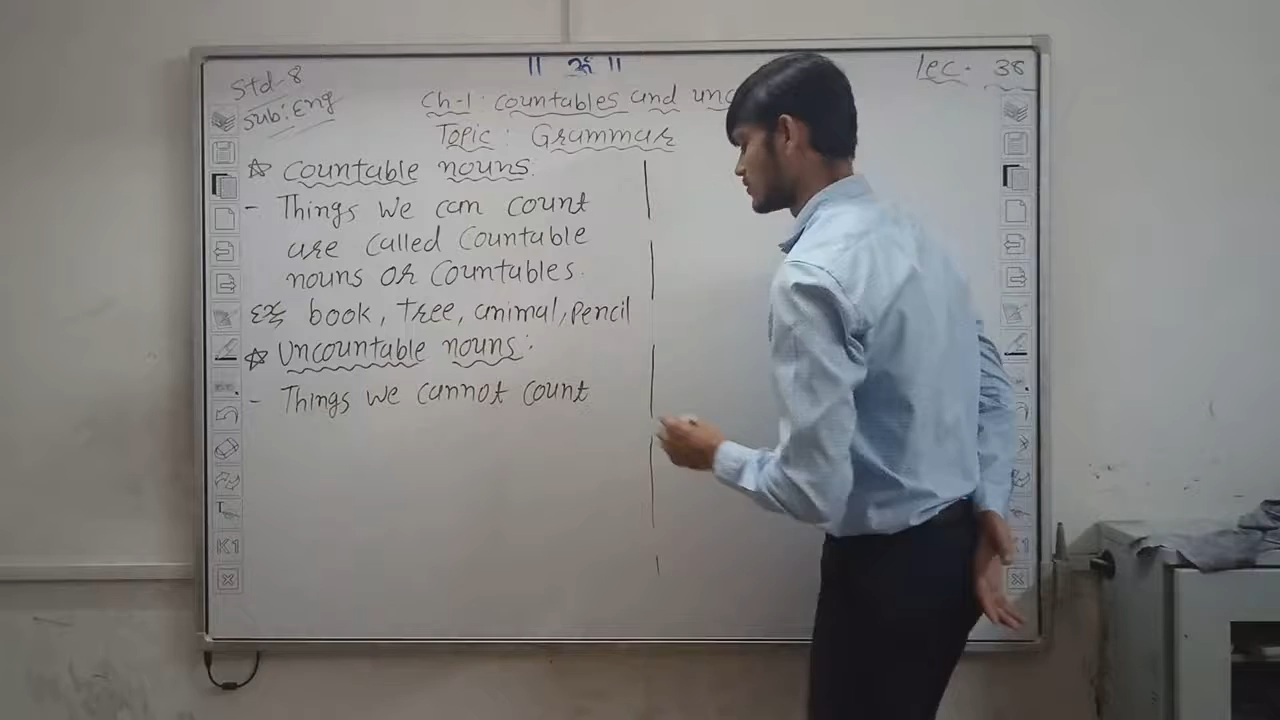 Std-8
Sub: Eng
|| ૐ ||
Lec. 38
Ch-1: Countables and unc
Topic: Grammar
☆ Countable nouns:
- Things we can count
are called Countable
nouns or Countables.
Ex book, Tree, animal, pencil
☆ Uncountable nouns:
- Things we cannot count
K1